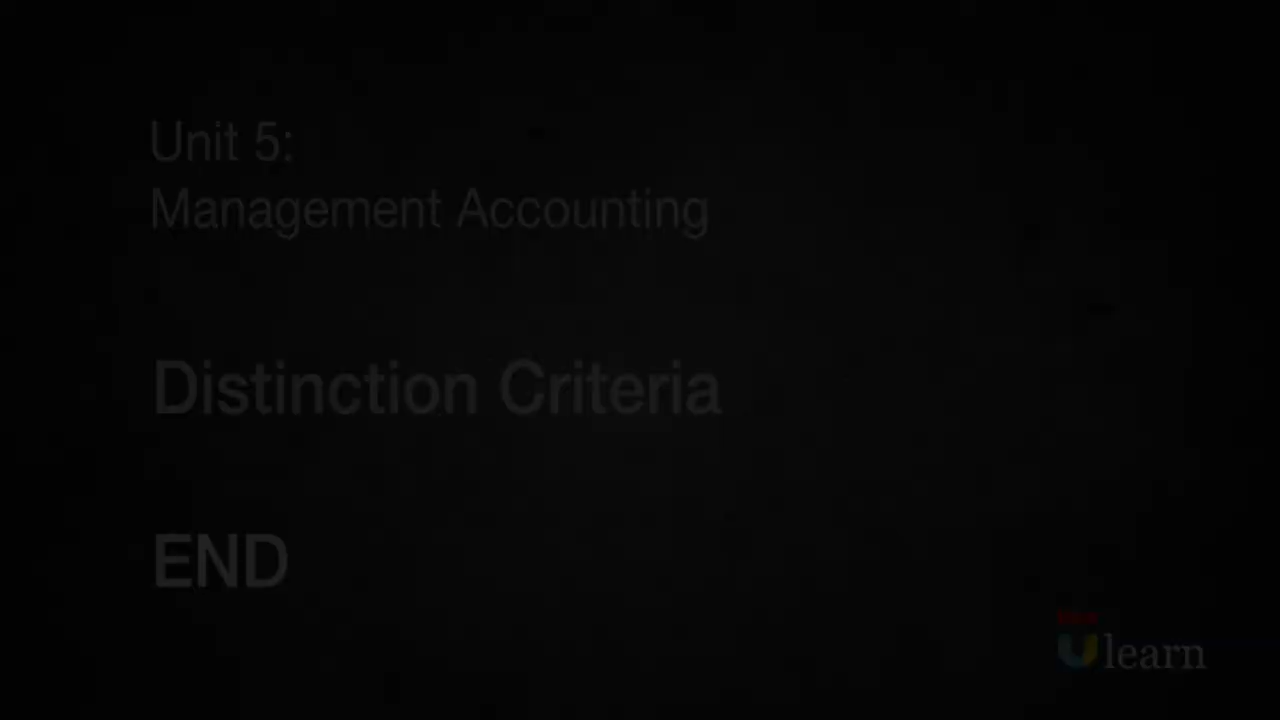 Unit 5:
Management Accounting
Distinction Criteria
END
learn